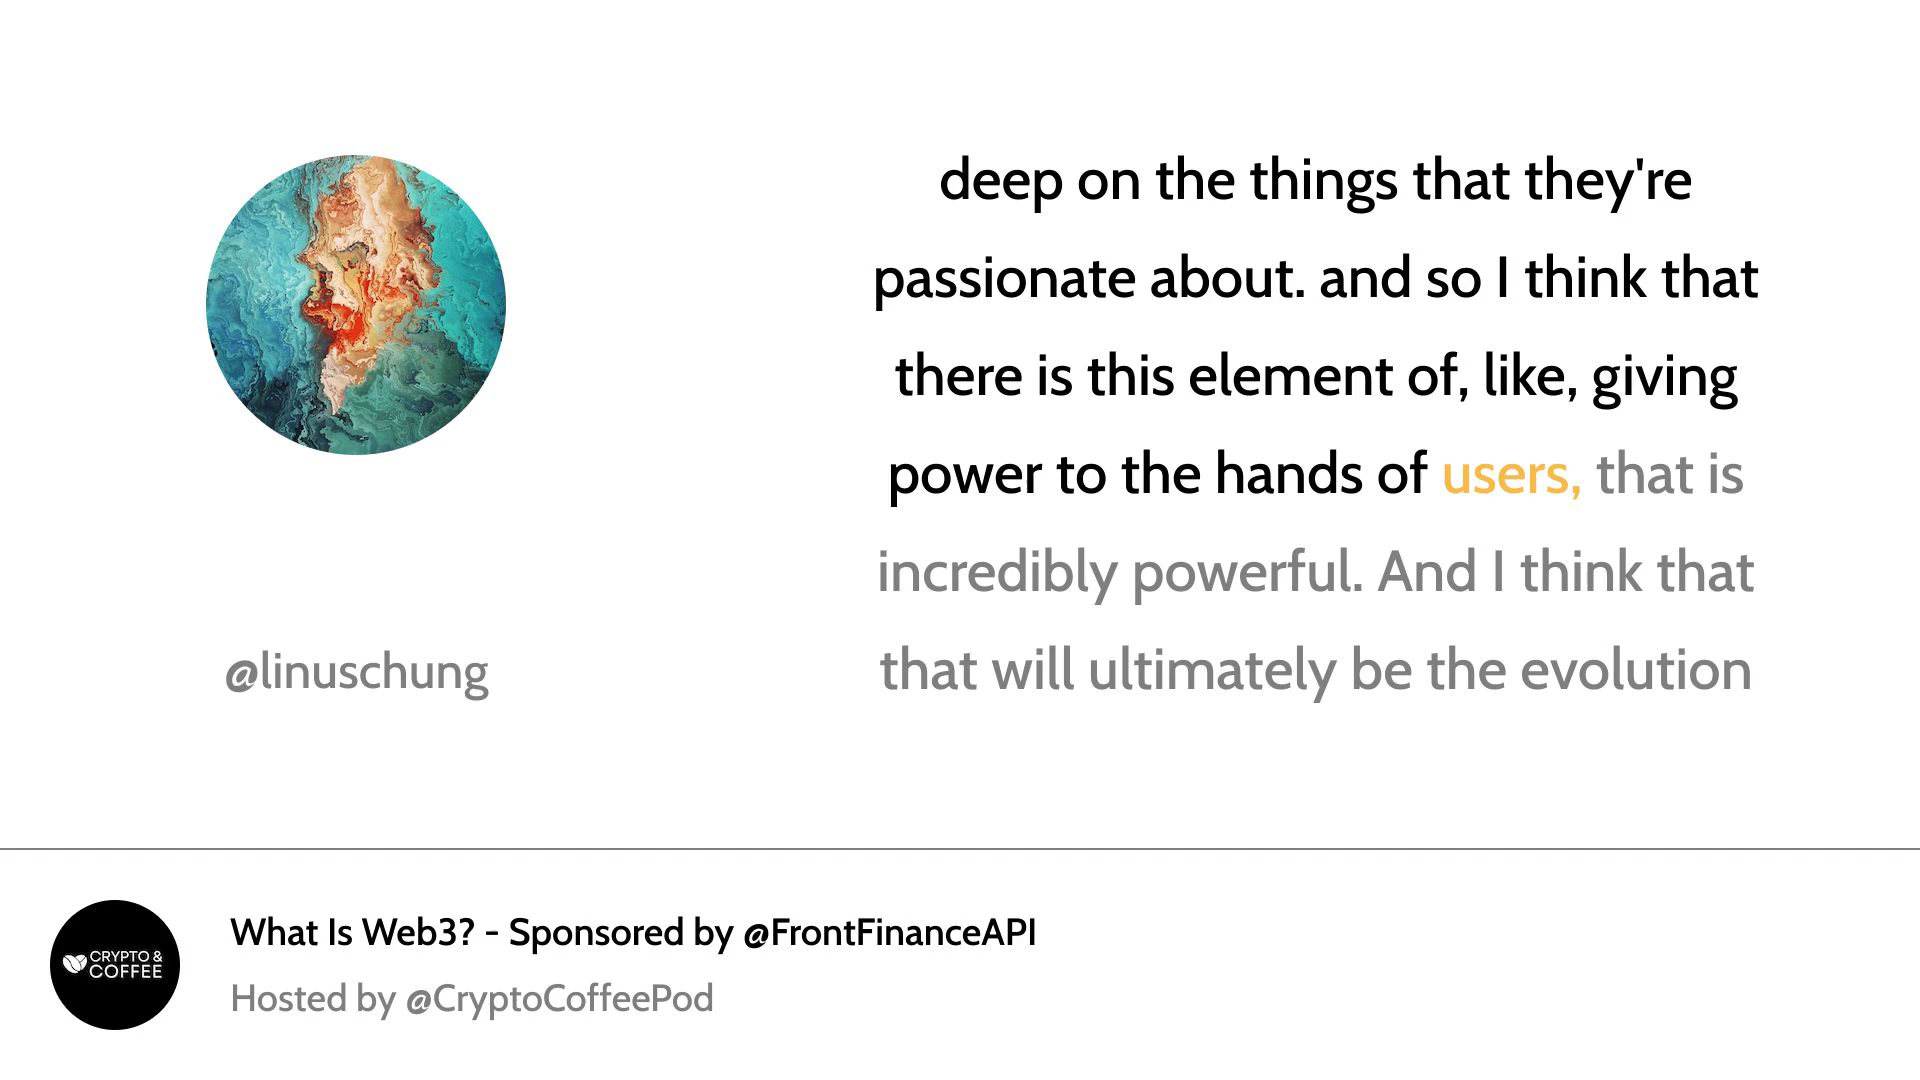 deep on the things that they're
passionate about. and so I think that
there is this element of, like, giving
power to the hands of users, that is
incredibly powerful. And I think that
that will ultimately be the evolution
@linuschung
CRYPTO &
COFFEE
What Is Web3? - Sponsored by @FrontFinanceAPI
Hosted by @CryptoCoffeePod